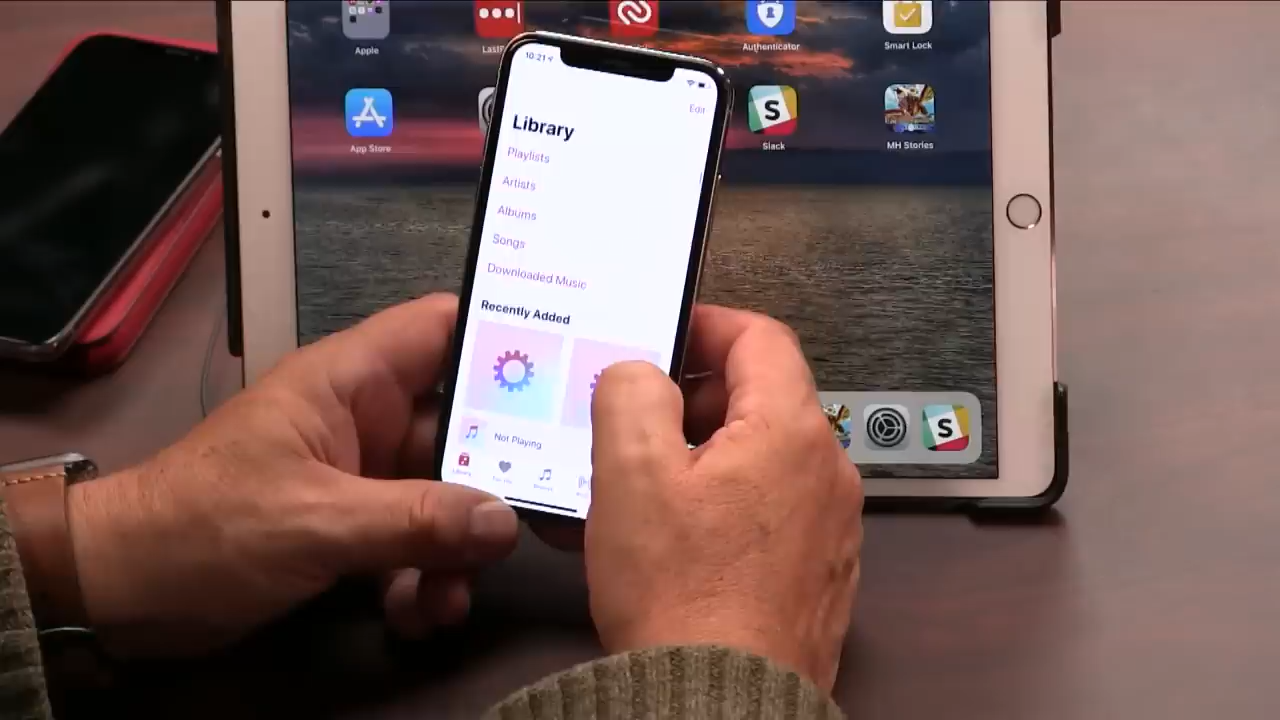 Apple
Authenticator
Smart Lock
App Store
Slack
MH Stories
10:21
Edit
Library
Playlists
Artists
Albums
Songs
Downloaded Music
Recently Added
Not Playing
Library
S
S